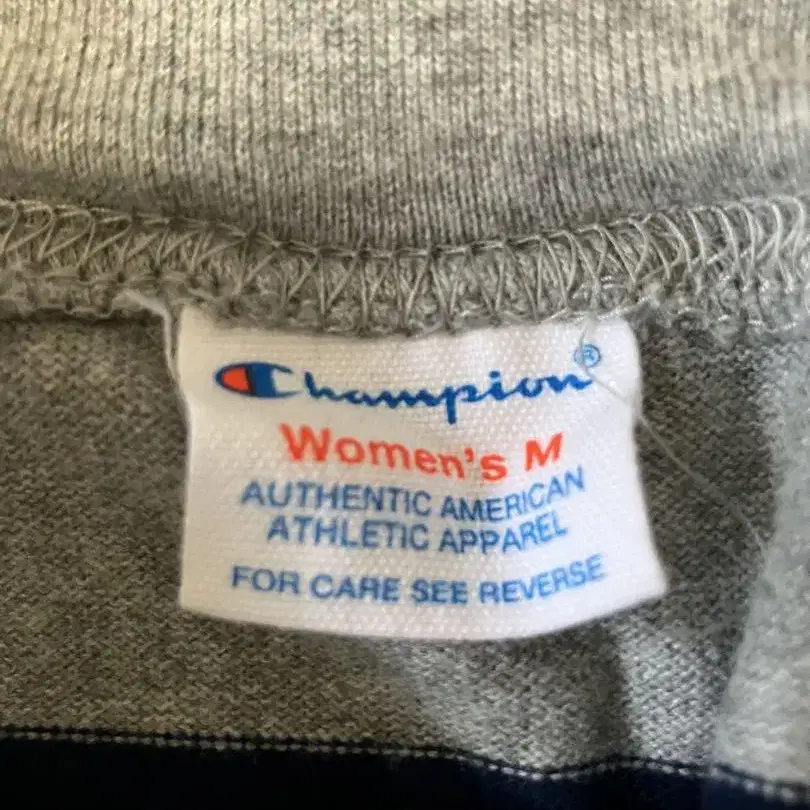 Champion®
Women's M
AUTHENTIC AMERICAN
ATHLETIC APPAREL
FOR CARE SEE REVERSE